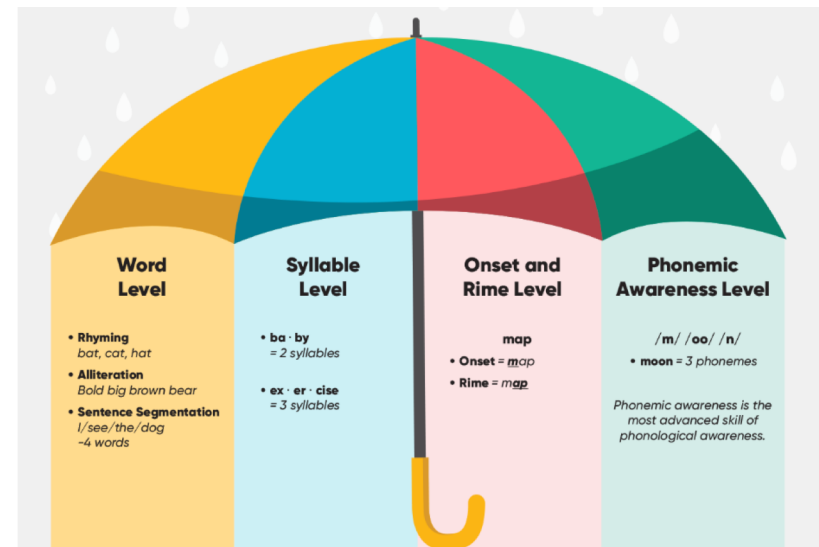 Word
Level
• Rhyming
bat, cat, hat
• Alliteration
Bold big brown bear
• Sentence Segmentation
I/see/the/dog
-4 words
Syllable
Level
• ba · by
= 2 syllables
• ex · er · cise
= 3 syllables
Onset and
Rime Level
map
• Onset = map
• Rime = map
Phonemic
Awareness Level
/m/ /oo/ /n/
• moon = 3 phonemes
Phonemic awareness is the
most advanced skill of
phonological awareness.